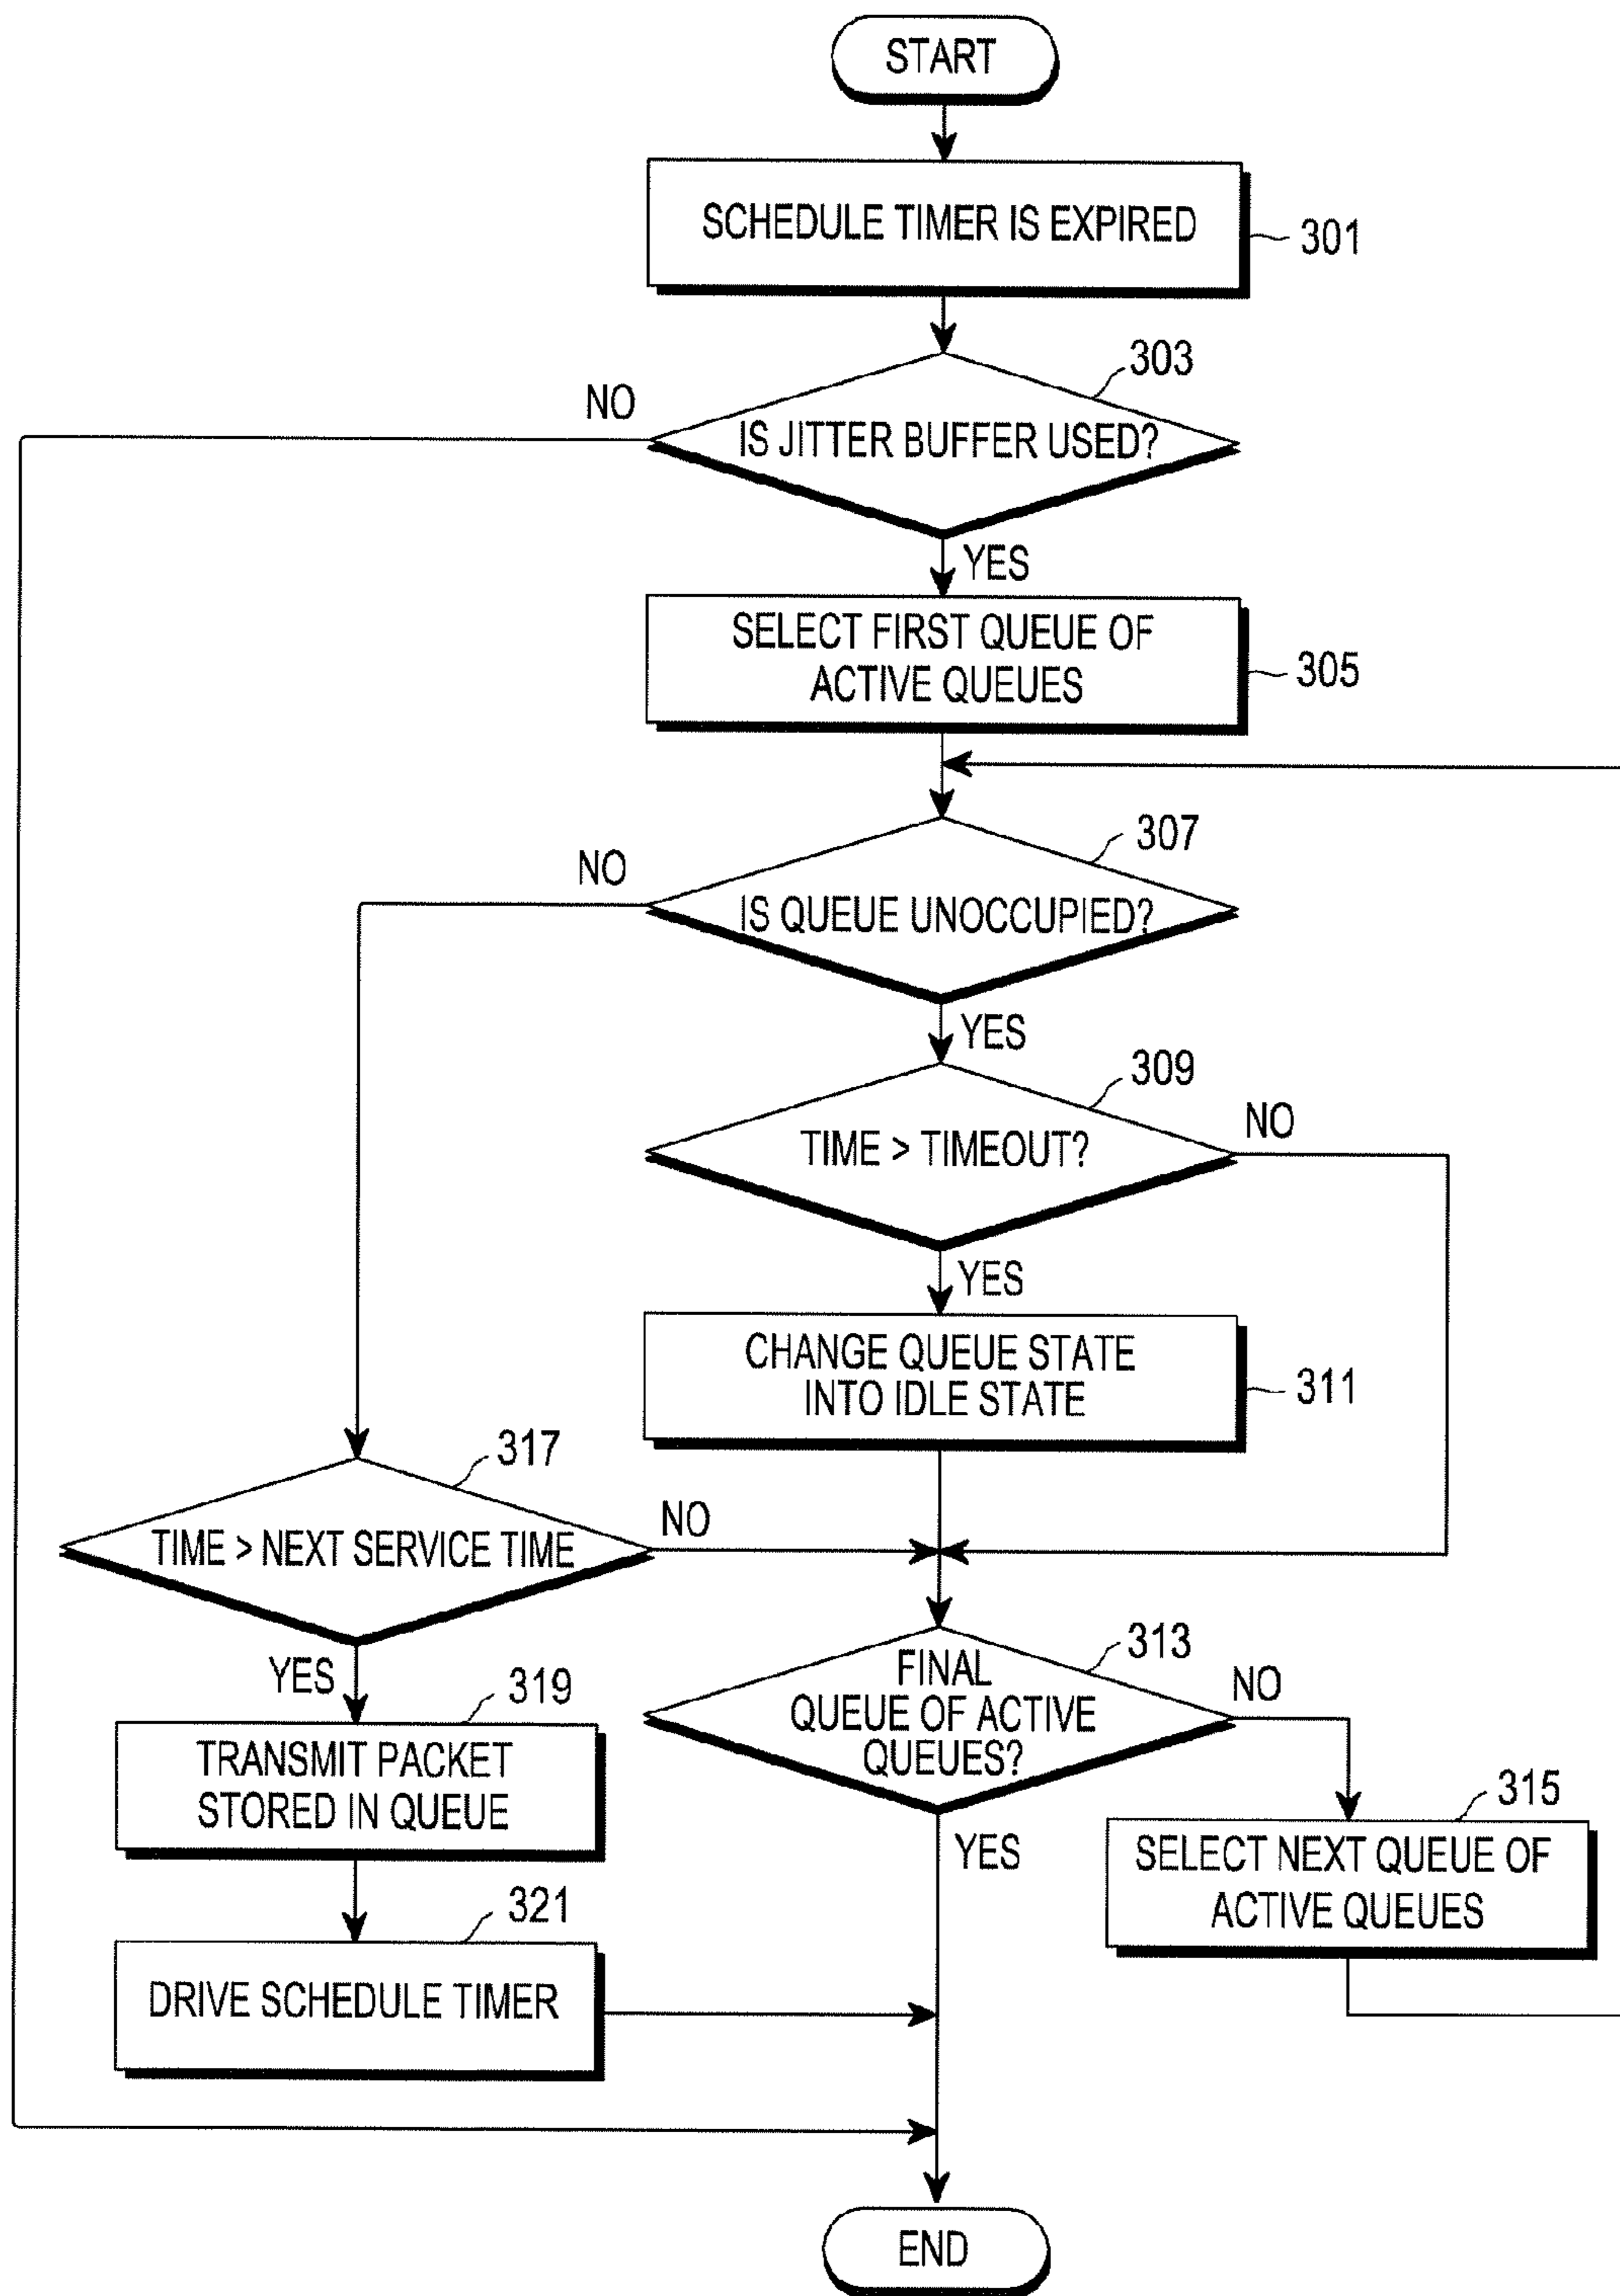 START
SCHEDULE TIMER IS EXPIRED
301
303
NO
IS JITTER BUFFER USED?
YES
SELECT FIRST QUEUE OF
ACTIVE QUEUES
305
307
NO
IS QUEUE UNOCCUPIED?
YES
309
TIME > TIMEOUT?
NO
YES
CHANGE QUEUE STATE
INTO IDLE STATE
311
317
TIME > NEXT SERVICE TIME
NO
YES
313
FINAL
QUEUE OF ACTIVE
QUEUES?
NO
YES
319
TRANSMIT PACKET
STORED IN QUEUE
315
SELECT NEXT QUEUE OF
ACTIVE QUEUES
321
DRIVE SCHEDULE TIMER
END